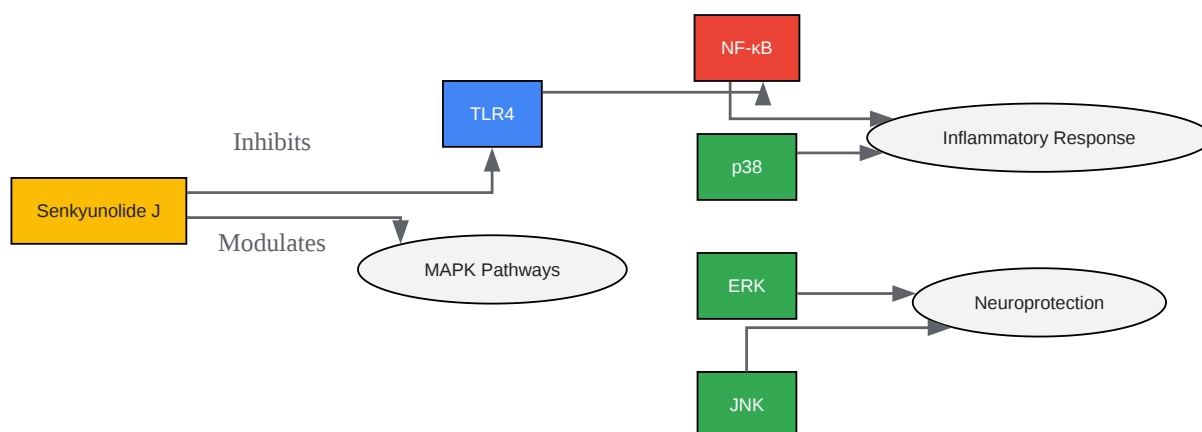 NF-κB
TLR4
Inflammatory Response
Inhibits
p38
Senkyunolide J
Modulates
MAPK Pathways
ERK
Neuroprotection
JNK